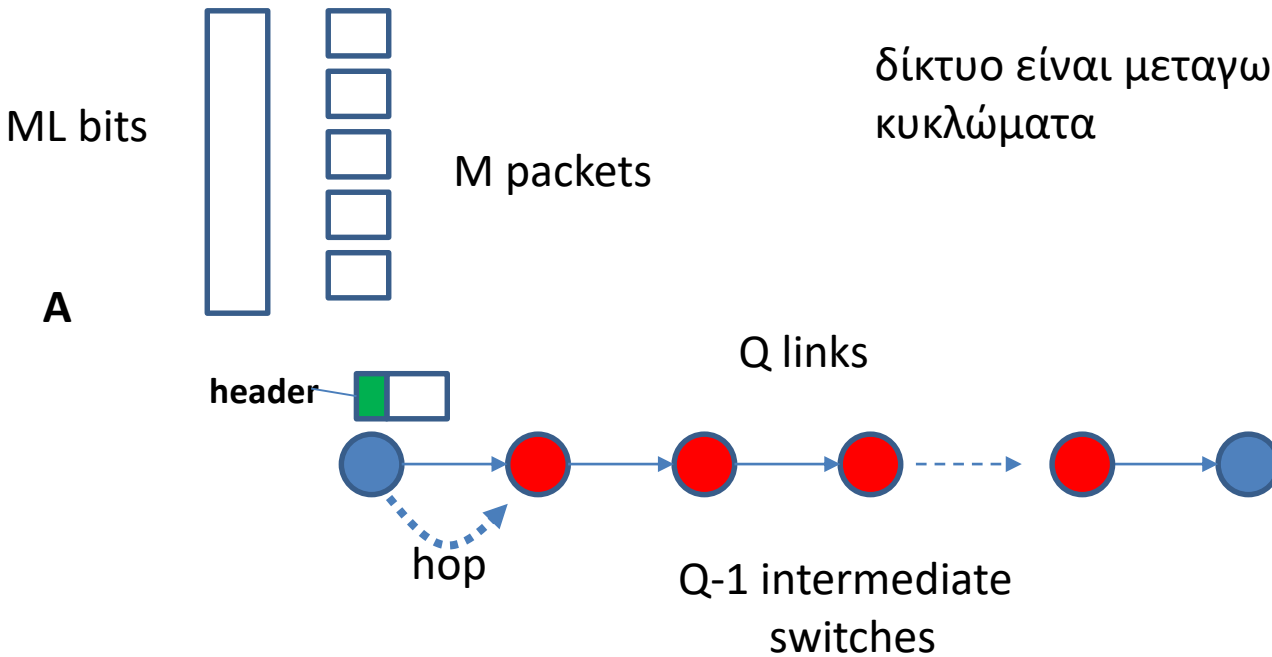 ML bits
M packets
δίκτυο είναι μεταγω
κυκλώματα
A
Q links
header
hop
Q-1 intermediate
switches